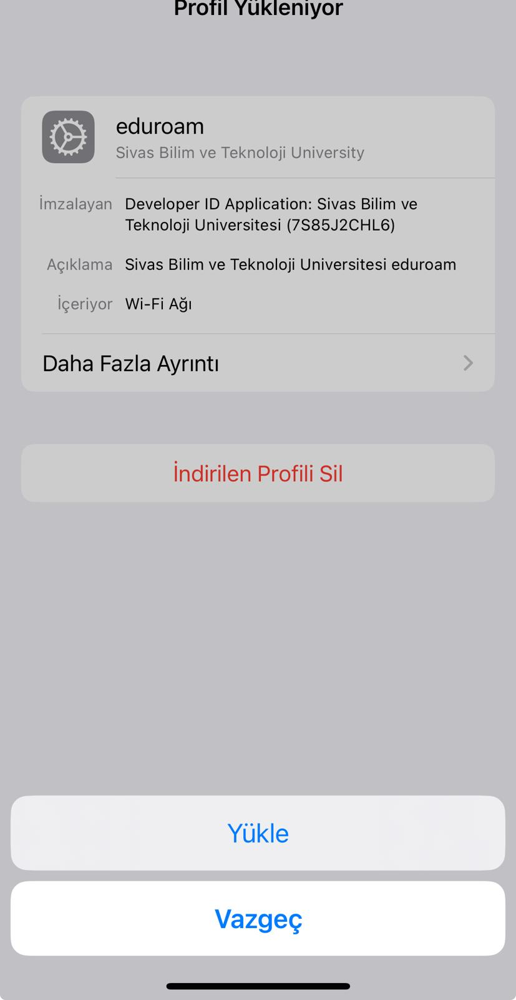 Profil Yükleniyor
eduroam
Sivas Bilim ve Teknoloji University
İmzalayan Developer ID Application: Sivas Bilim ve
Teknoloji Universitesi (7S85J2CHL6)
Açıklama Sivas Bilim ve Teknoloji Universitesi eduroam
İçeriyor Wi-Fi Ağı
Daha Fazla Ayrıntı
İndirilen Profili Sil
Yükle
Vazgeç